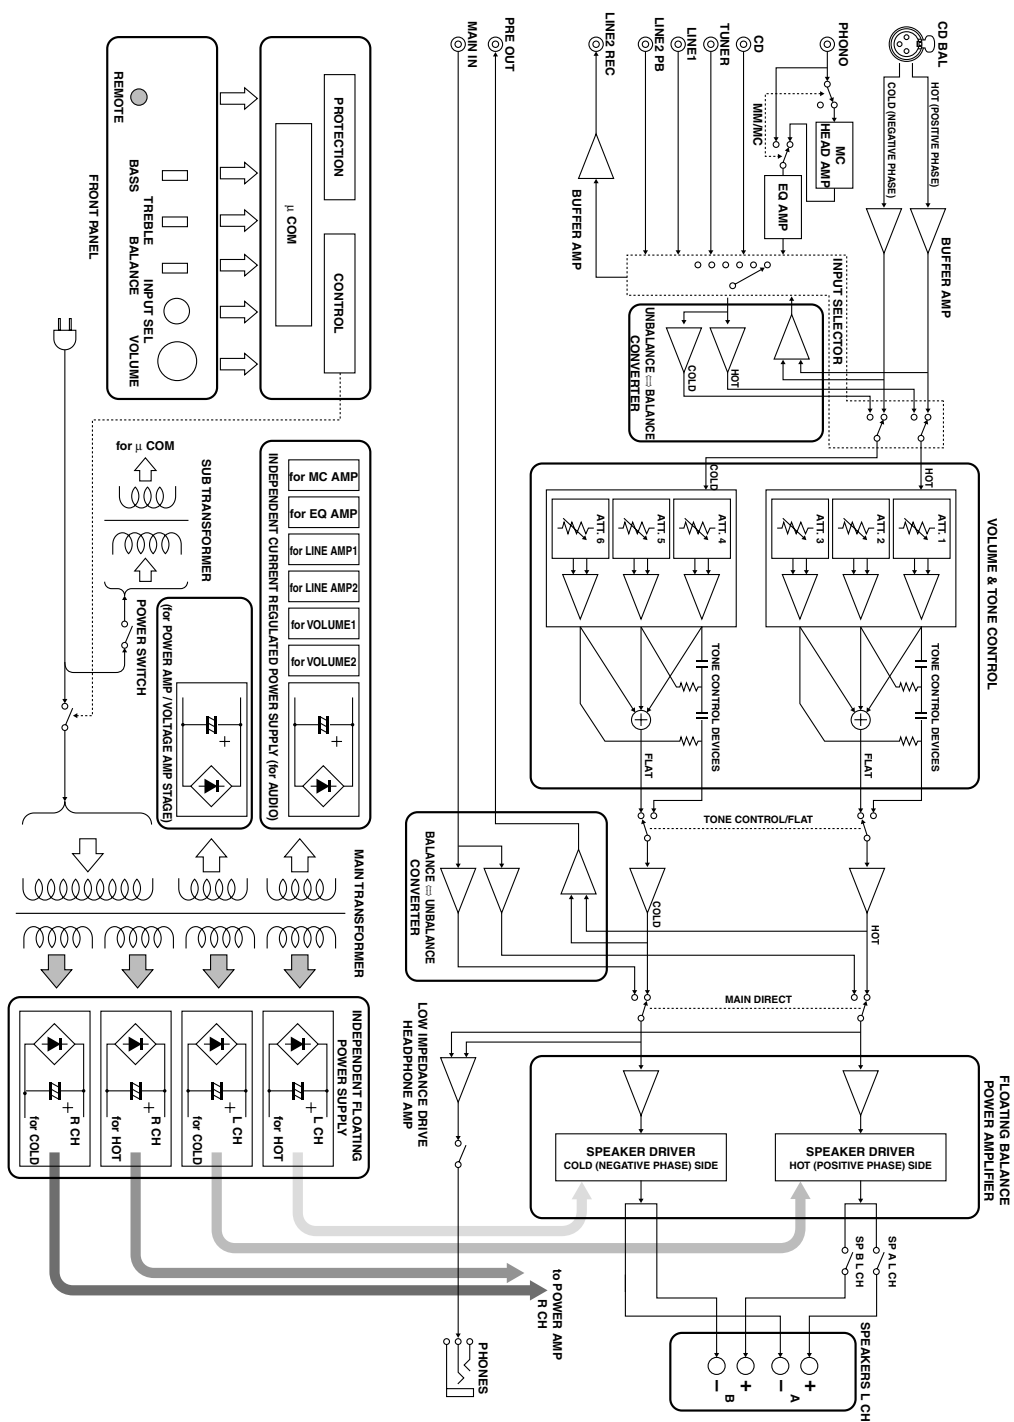 CD BAL
PHONO
CD
TUNER
LINE1
LINE2 PB
LINE2 REC
PRE OUT
MAIN IN
HOT (POSITIVE PHASE)
COLD (NEGATIVE PHASE)
BUFFER AMP
MC
HEAD AMP
MM/MC
EQ AMP
BUFFER AMP
INPUT SELECTOR
UNBALANCE ⇔ BALANCE
CONVERTER
HOT
COLD
VOLUME & TONE CONTROL
HOT
COLD
ATT. 1
ATT. 2
ATT. 3
ATT. 4
ATT. 5
ATT. 6
TONE CONTROL DEVICES
FLAT
TONE CONTROL DEVICES
FLAT
TONE CONTROL/FLAT
BALANCE ⇔ UNBALANCE
CONVERTER
HOT
COLD
MAIN DIRECT
LOW IMPEDANCE DRIVE
HEADPHONE AMP
FLOATING BALANCE
POWER AMPLIFIER
SPEAKER DRIVER
HOT (POSITIVE PHASE) SIDE
SPEAKER DRIVER
COLD (NEGATIVE PHASE) SIDE
SP A L CH
SP B L CH
SPEAKERS L CH
+
–
A
+
–
B
PHONES
to POWER AMP
R CH
REMOTE
BASS
TREBLE
BALANCE
INPUT SEL
VOLUME
FRONT PANEL
PROTECTION
μ COM
CONTROL
for μ COM
SUB TRANSFORMER
POWER SWITCH
INDEPENDENT CURRENT REGULATED POWER SUPPLY (for AUDIO)
for MC AMP
for EQ AMP
for LINE AMP1
for LINE AMP2
for VOLUME1
for VOLUME2
+
(for POWER AMP / VOLTAGE AMP STAGE)
+
MAIN TRANSFORMER
INDEPENDENT FLOATING
POWER SUPPLY
+
L CH
for HOT
+
L CH
for COLD
+
R CH
for HOT
+
R CH
for COLD